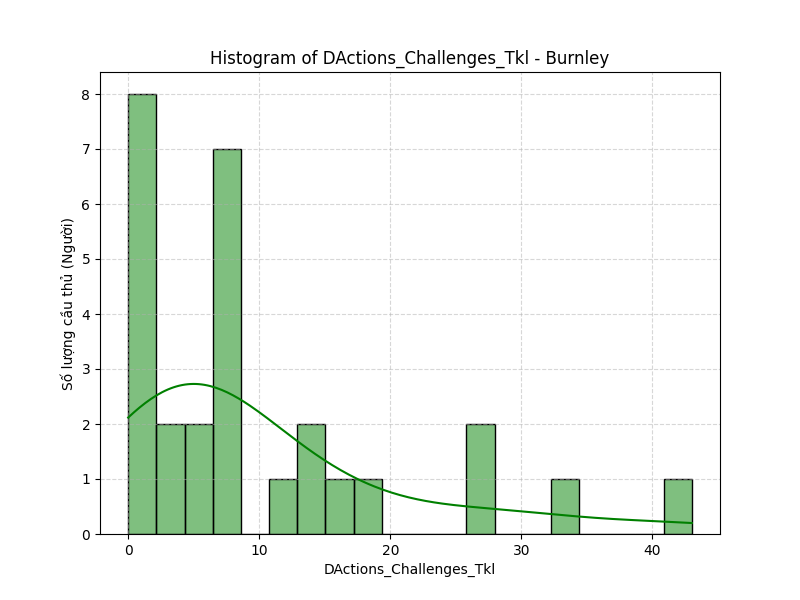 Histogram of DActions_Challenges_Tkl - Burnley
Số lượng cầu thủ (Người)
8
7
6
5
4
3
2
1
0
0 10 20 30 40
DActions_Challenges_Tkl